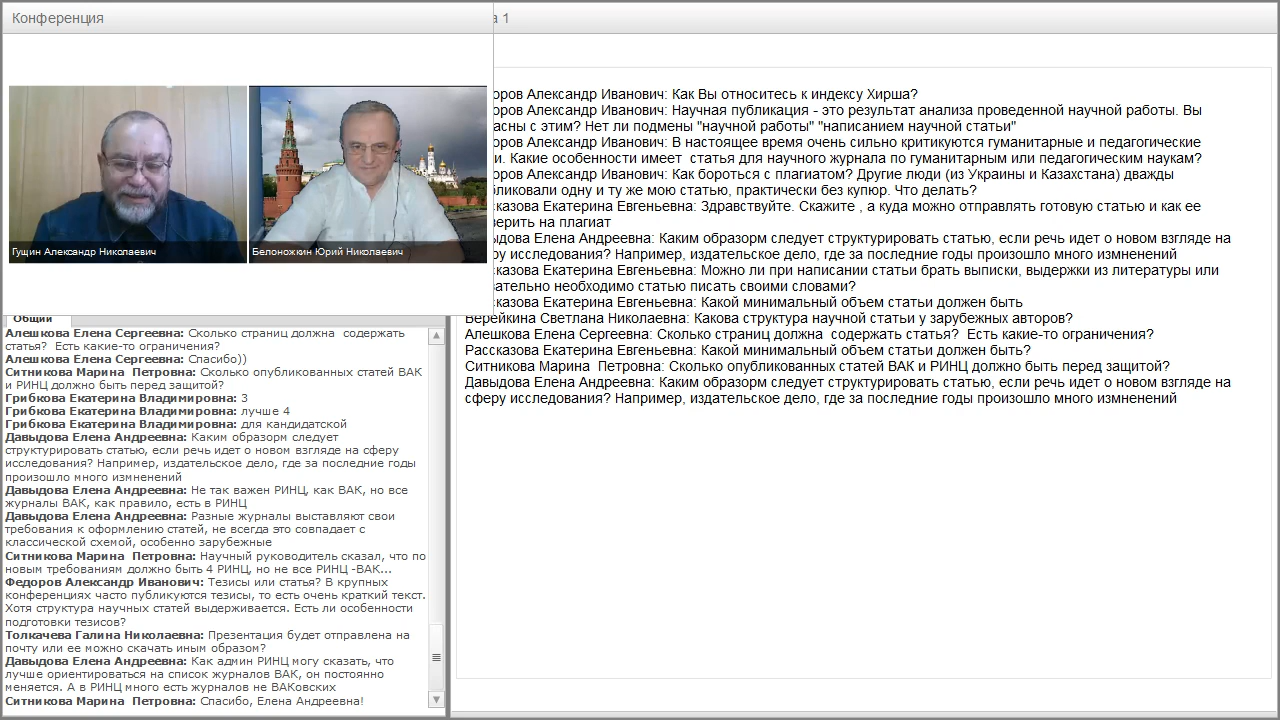 Конференция
а 1
Гущин Александр Николаевич
Белоножкин Юрий Николаевич
оров Александр Иванович: Как Вы относитесь к индексу Хирша?
оров Александр Иванович: Научная публикация - это результат анализа проведенной научной работы. Вы
асны с этим? Нет ли подмены "научной работы" "написанием научной статьи"
оров Александр Иванович: В настоящее время очень сильно критикуются гуманитарные и педагогические
и. Какие особенности имеет статья для научного журнала по гуманитарным или педагогическим наукам?
оров Александр Иванович: Как бороться с плагиатом? Другие люди (из Украины и Казахстана) дважды
бликовали одну и ту же мою статью, практически без купюр. Что делать?
сказова Екатерина Евгеньевна: Здравствуйте. Скажите , а куда можно отправлять готовую статью и как ее
верить на плагиат
ыдова Елена Андреевна: Каким образорм следует структурировать статью, если речь идет о новом взгляде на
ру исследования? Например, издательское дело, где за последние годы произошло много измненений
сказова Екатерина Евгеньевна: Можно ли при написании статьи брать выписки, выдержки из литературы или
вательно необходимо статью писать своими словами?
сказова Екатерина Евгеньевна: Какой минимальный объем статьи должен быть
Верейкина Светлана Николаевна: Какова структура научной статьи у зарубежных авторов?
Алешкова Елена Сергеевна: Сколько страниц должна содержать статья? Есть какие-то ограничения?
Рассказова Екатерина Евгеньевна: Какой минимальный объем статьи должен быть?
Ситникова Марина Петровна: Сколько опубликованных статей ВАК и РИНЦ должно быть перед защитой?
Давыдова Елена Андреевна: Каким образорм следует структурировать статью, если речь идет о новом взгляде на
сферу исследования? Например, издательское дело, где за последние годы произошло много измненений
Общий
Алешкова Елена Сергеевна: Сколько страниц должна содержать
статья? Есть какие-то ограничения?
Алешкова Елена Сергеевна: Спасибо))
Ситникова Марина Петровна: Сколько опубликованных статей ВАК
и РИНЦ должно быть перед защитой?
Грибкова Екатерина Владимировна: 3
Грибкова Екатерина Владимировна: лучше 4
Грибкова Екатерина Владимировна: для кандидатской
Давыдова Елена Андреевна: Каким образорм следует
структурировать статью, если речь идет о новом взгляде на сферу
исследования? Например, издательское дело, где за последние годы
произошло много измненений
Давыдова Елена Андреевна: Не так важен РИНЦ, как ВАК, но все
журналы ВАК, как правило, есть в РИНЦ
Давыдова Елена Андреевна: Разные журналы выставляют свои
требования к оформлению статей, не всегда это совпадает с
классической схемой, особенно зарубежные
Ситникова Марина Петровна: Научный руководитель сказал, что по
новым требованиям должно быть 4 РИНЦ, но не все РИНЦ -ВАК...
Федоров Александр Иванович: Тезисы или статья? В крупных
конференциях часто публикуются тезисы, то есть очень краткий текст.
Хотя структура научных статей выдерживается. Есть ли особенности
подготовки тезисов?
Толкачева Галина Николаевна: Презентация будет отправлена на
почту или ее можно скачать иным образом?
Давыдова Елена Андреевна: Как админ РИНЦ могу сказать, что
лучше ориентироваться на список журналов ВАК, он постоянно
меняется. А в РИНЦ много есть журналов не ВАКовских
Ситникова Марина Петровна: Спасибо, Елена Андреевна!